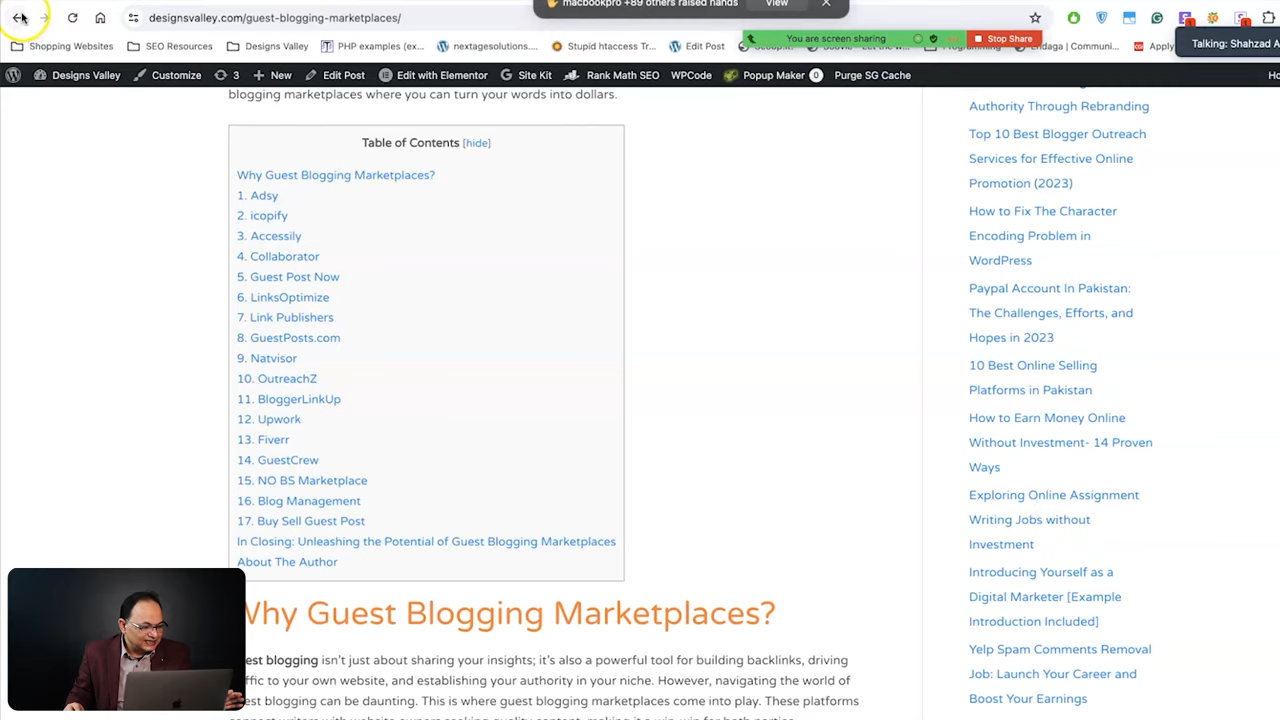 macbookpro +89 others raised hands View
designsvalley.com/guest-blogging-marketplaces/
You are screen sharing Stop Share
Talking: Shahzad A
Shopping Websites SEO Resources Designs Valley PHP examples (ex... nextagesolutions.... Stupid htaccess Tr... Edit Post
Endaga | Communi... Apply
Designs Valley Customize 3 New Edit Post Edit with Elementor Site Kit Rank Math SEO WPCode Popup Maker 0 Purge SG Cache
blogging marketplaces where you can turn your words into dollars.
Table of Contents [hide]
Why Guest Blogging Marketplaces?
1. Adsy
2. icopify
3. Accessily
4. Collaborator
5. Guest Post Now
6. LinksOptimize
7. Link Publishers
8. GuestPosts.com
9. Natvisor
10. OutreachZ
11. BloggerLinkUp
12. Upwork
13. Fiverr
14. GuestCrew
15. NO BS Marketplace
16. Blog Management
17. Buy Sell Guest Post
In Closing: Unleashing the Potential of Guest Blogging Marketplaces
About The Author
Why Guest Blogging Marketplaces?
blogging isn't just about sharing your insights; it's also a powerful tool for building backlinks, driving
to your own website, and establishing your authority in your niche. However, navigating the world of
blogging can be daunting. This is where guest blogging marketplaces come into play. These platforms
Authority Through Rebranding
Top 10 Best Blogger Outreach
Services for Effective Online
Promotion (2023)
How to Fix The Character
Encoding Problem in
WordPress
Paypal Account In Pakistan:
The Challenges, Efforts, and
Hopes in 2023
10 Best Online Selling
Platforms in Pakistan
How to Earn Money Online
Without Investment- 14 Proven
Ways
Exploring Online Assignment
Writing Jobs without
Investment
Introducing Yourself as a
Digital Marketer [Example
Introduction Included]
Yelp Spam Comments Removal
Job: Launch Your Career and
Boost Your Earnings